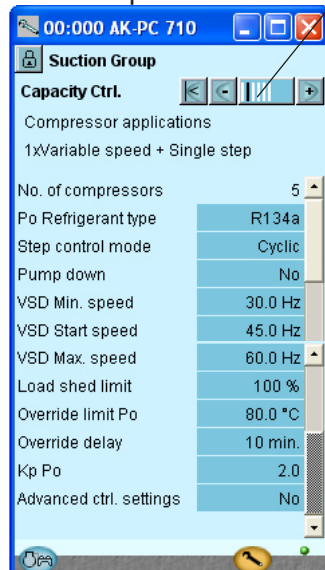 00:000 AK-PC 710
Suction Group
Capacity Ctrl.
Compressor applications
1xVariable speed + Single step
No. of compressors 5
Po Refrigerant type R134a
Step control mode Cyclic
Pump down No
VSD Min. speed 30.0 Hz
VSD Start speed 45.0 Hz
VSD Max. speed 60.0 Hz
Load shed limit 100 %
Override limit Po 80.0 °C
Override delay 10 min.
Kp Po 2.0
Advanced ctrl. settings No